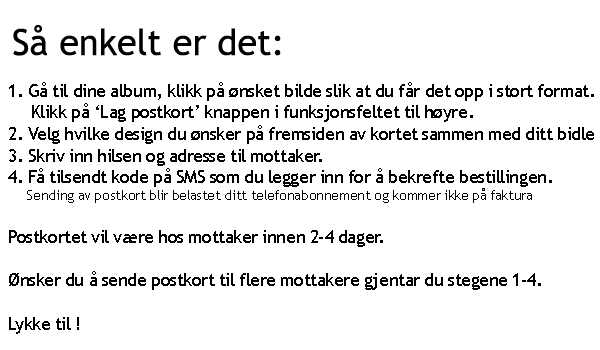 Så enkelt er det:
1. Gå til dine album, klikk på ønsket bilde slik at du får det opp i stort format.
Klikk på ‘Lag postkort’ knappen i funksjonsfeltet til høyre.
2. Velg hvilke design du ønsker på fremsiden av kortet sammen med ditt bidle
3. Skriv inn hilsen og adresse til mottaker.
4. Få tilsendt kode på SMS som du legger inn for å bekrefte bestillingen.
Sending av postkort blir belastet ditt telefonabonnement og kommer ikke på faktura
Postkortet vil være hos mottaker innen 2-4 dager.
Ønsker du å sende postkort til flere mottakere gjentar du stegene 1-4.
Lykke til !